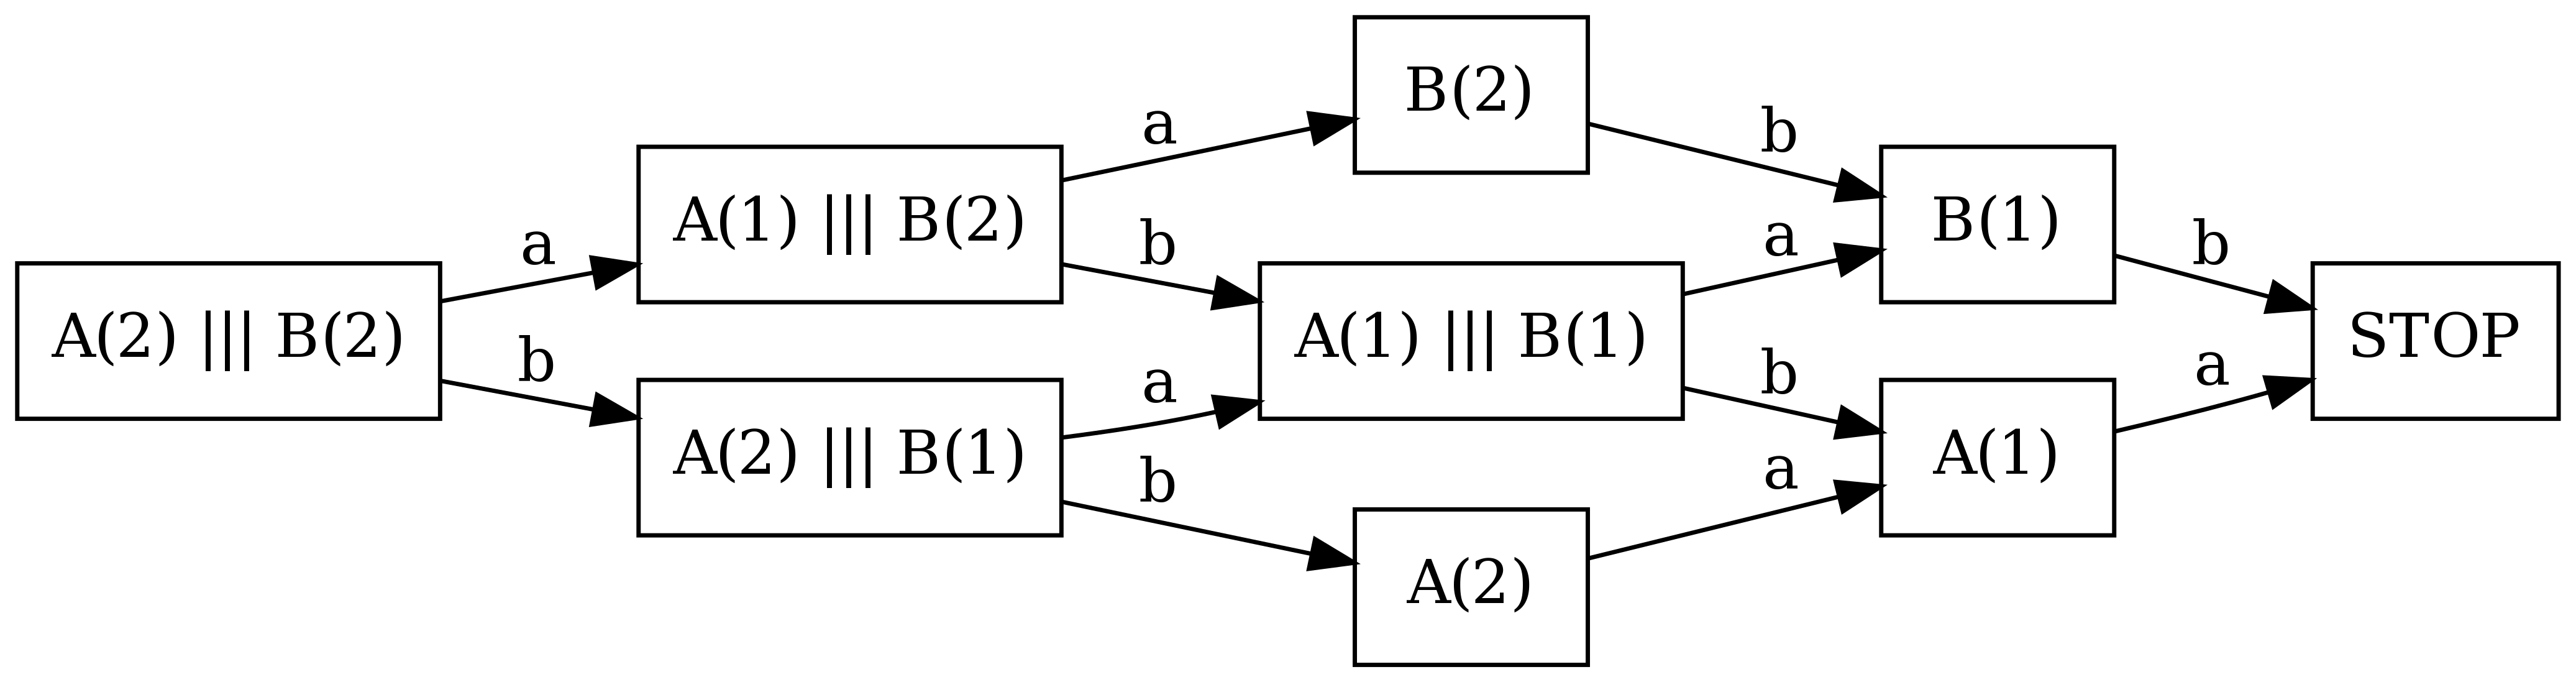 A(2) ||| B(2)
a
b
A(1) ||| B(2)
A(2) ||| B(1)
a
b
a
b
B(2)
A(1) ||| B(1)
A(2)
b
a
b
a
B(1)
A(1)
b
a
STOP